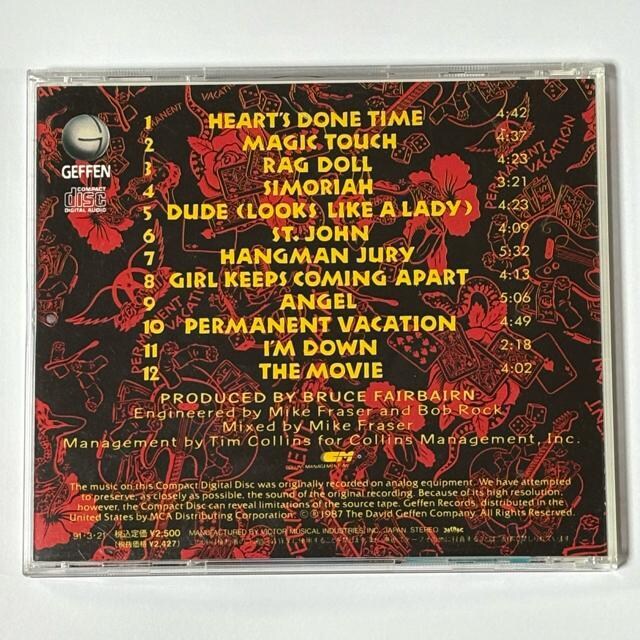 GEFFEN
COMPACT
disc
DIGITAL AUDIO
PERMANENT VACATION
1 HEART'S DONE TIME 4:42
2 MAGIC TOUCH 4:37
3 RAG DOLL 4:23
4 SIMORIAH 3:21
5 DUDE (LOOKS LIKE A LADY) 4:23
6 ST. JOHN 4:09
7 HANGMAN JURY 5:32
8 GIRL KEEPS COMING APART 4:13
9 ANGEL 5:06
10 PERMANENT VACATION 4:49
11 I'M DOWN 2:18
12 THE MOVIE 4:02
PRODUCED BY BRUCE FAIRBAIRN
Engineered by Mike Fraser and Bob Rock
Mixed by Mike Fraser
Management by Tim Collins for Collins Management, Inc.
The music on this Compact Digital Disc was originally recorded on analog equipment. We have attempted
to preserve, as closely as possible, the sound of the original recording. Because of its high resolution,
however, the Compact Disc can reveal limitations of the source tape. Geffen Records, distributed in the
United States by MCA Distributing Corporation. ℗ © 1987 The David Geffen Company. All Rights Reserved.
91·3·21 税込定価 ¥2,500 MANUFACTURED BY VICTOR MUSICAL INDUSTRIES, INC. JAPAN STEREO
(税抜価格 ¥2,427)